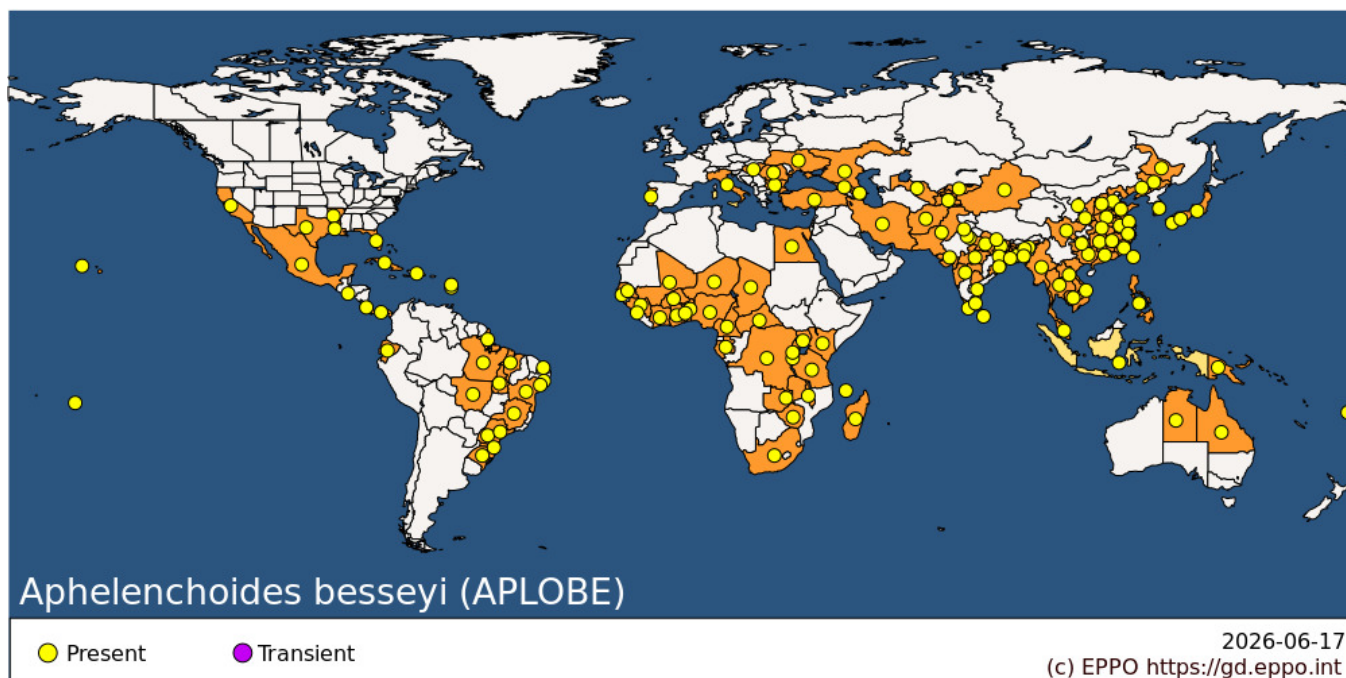 Aphelenchoides besseyi (APLOBE)
Present
Transient
2026-06-17
(c) EPPO https://gd.eppo.int